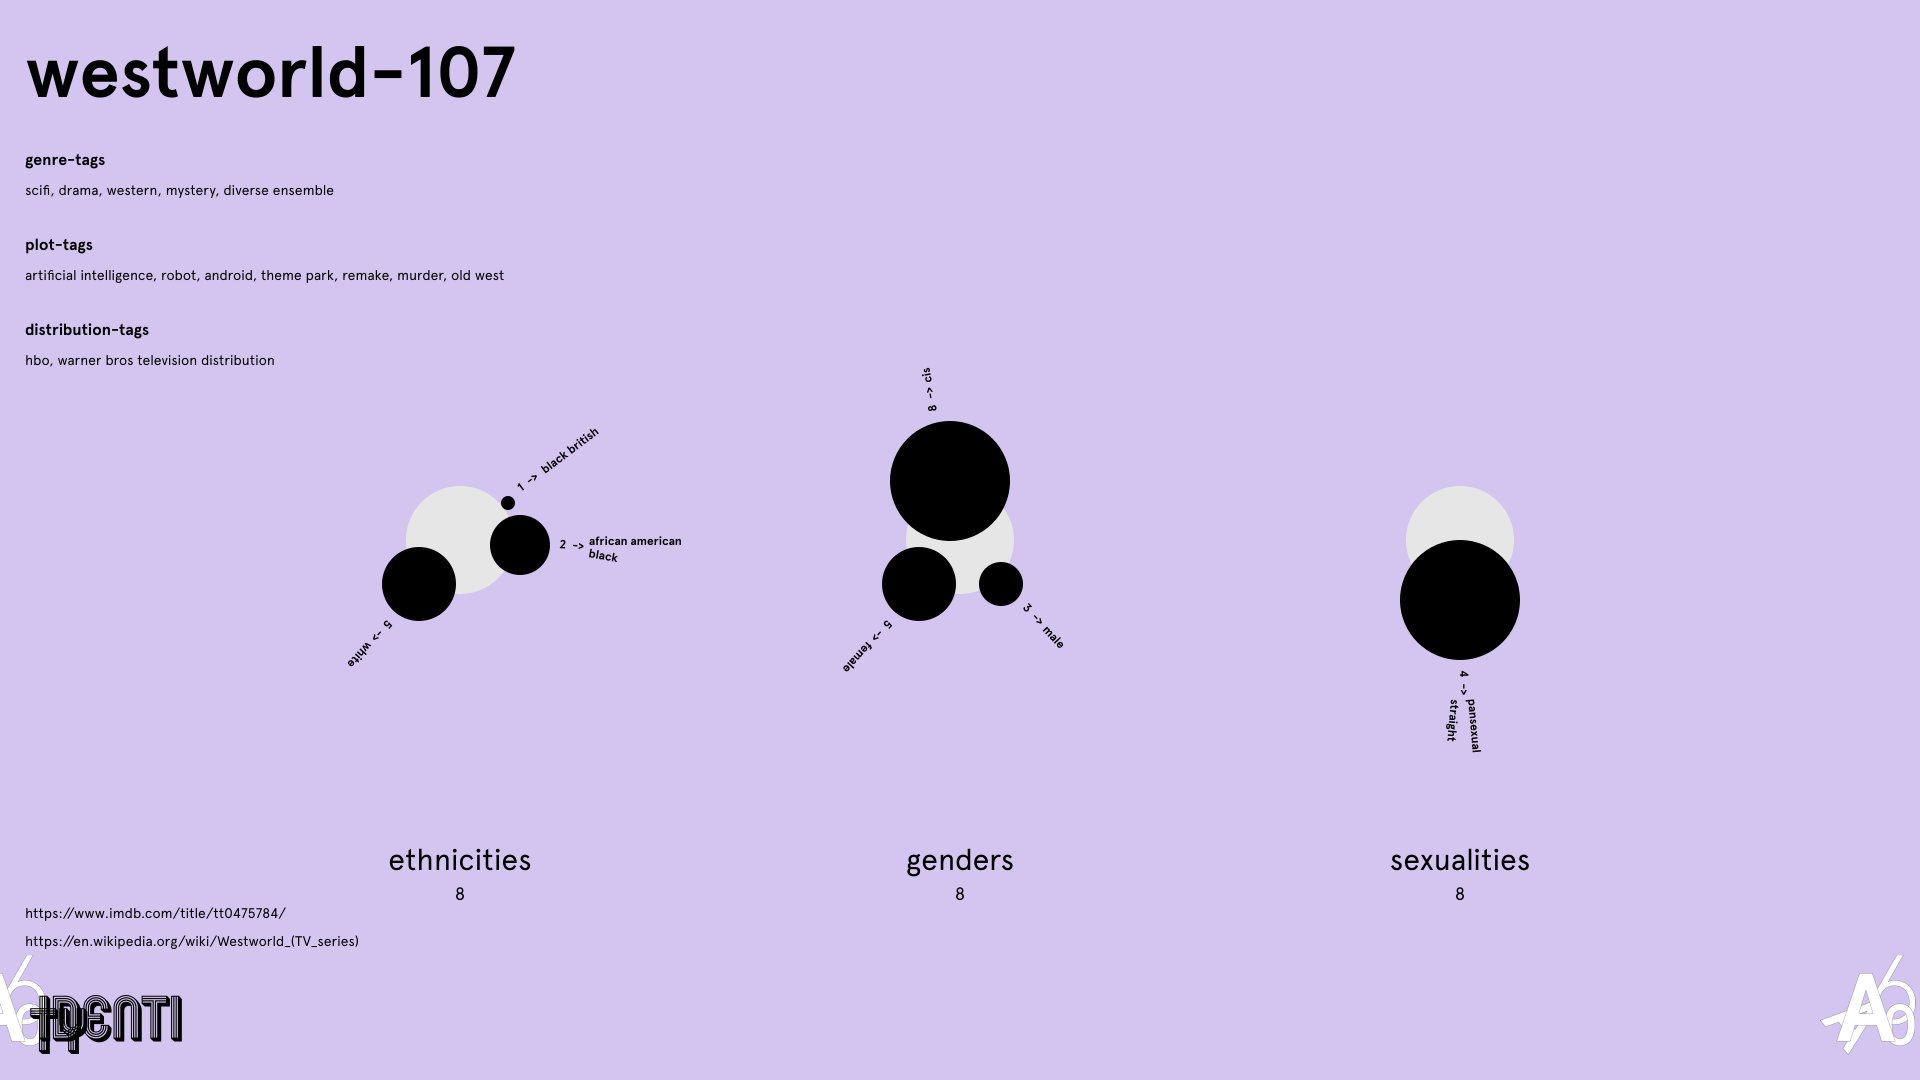 westworld-107
genre-tags
scifi, drama, western, mystery, diverse ensemble
plot-tags
artificial intelligence, robot, android, theme park, remake, murder, old west
distribution-tags
hbo, warner bros television distribution
1 -> black british
2 -> african american
black
5 -> white
8 -> cis
5 -> female
3 -> male
4 -> pansexual
straight
ethnicities
8
genders
8
sexualities
8
https://www.imdb.com/title/tt0475784/
https://en.wikipedia.org/wiki/Westworld_(TV_series)
IDENTI